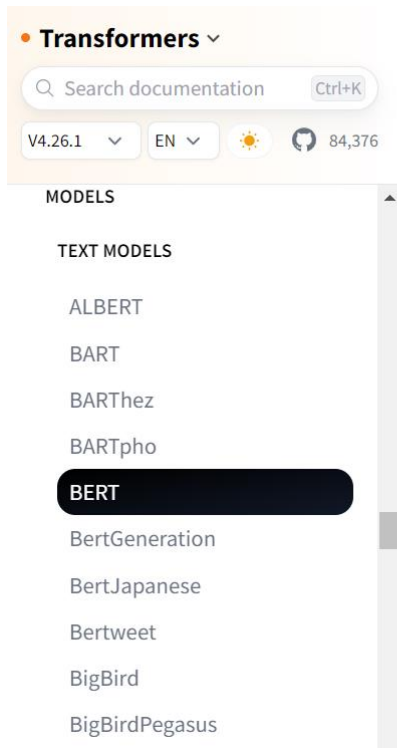 Transformers
Search documentation Ctrl+K
V4.26.1 EN 84,376
MODELS
TEXT MODELS
ALBERT
BART
BARThez
BARTpho
BERT
BertGeneration
BertJapanese
Bertweet
BigBird
BigBirdPegasus